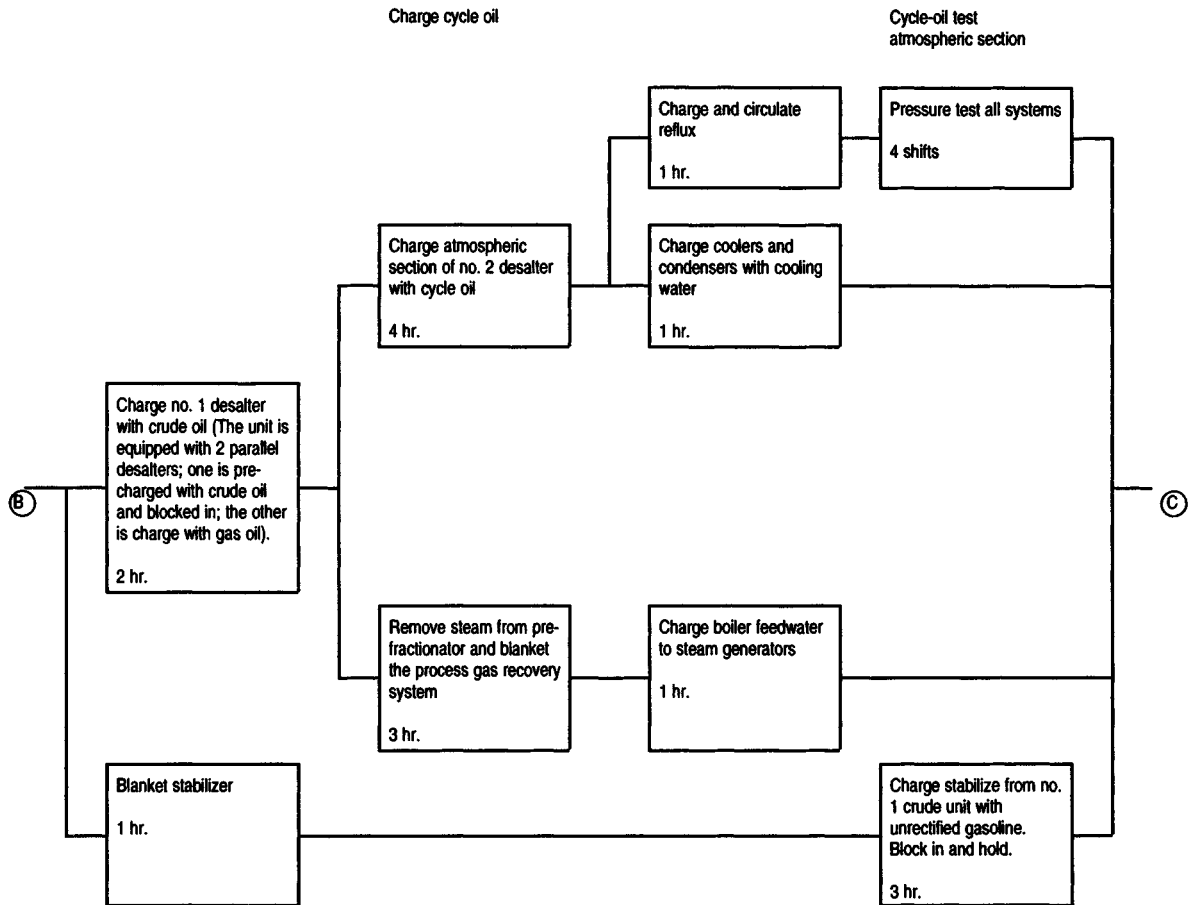 Charge cycle oil
Cycle-oil test
atmospheric section
Charge and circulate
reflux
1 hr.
Pressure test all systems
4 shifts
Charge atmospheric
section of no. 2 desalter
with cycle oil
4 hr.
Charge coolers and
condensers with cooling
water
1 hr.
Charge no. 1 desalter
with crude oil (The unit is
equipped with 2 parallel
desalters; one is pre-
charged with crude oil
and blocked in; the other
is charge with gas oil).
2 hr.
B
C
Remove steam from pre-
fractionator and blanket
the process gas recovery
system
3 hr.
Charge boiler feedwater
to steam generators
1 hr.
Blanket stabilizer
1 hr.
Charge stabilize from no.
1 crude unit with
unrectified gasoline.
Block in and hold.
3 hr.